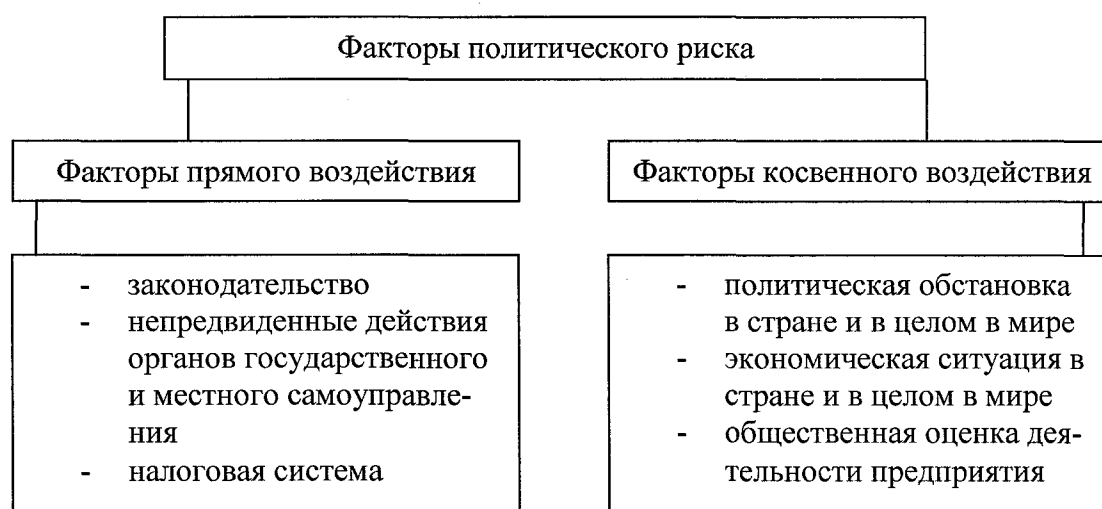 Факторы политического риска
Факторы прямого воздействия
- законодательство
- непредвиденные действия
органов государственного
и местного самоуправле-
ния
- налоговая система
Факторы косвенного воздействия
- политическая обстановка
в стране и в целом в мире
- экономическая ситуация в
стране и в целом в мире
- общественная оценка дея-
тельности предприятия